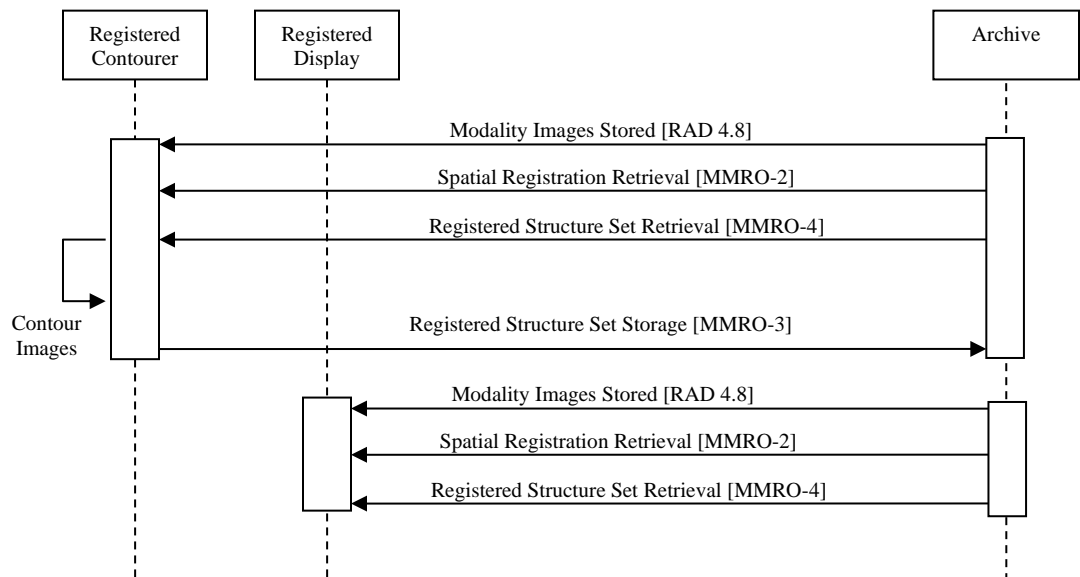 Registered
Contourer
Registered
Display
Archive
Modality Images Stored [RAD 4.8]
Spatial Registration Retrieval [MMRO-2]
Registered Structure Set Retrieval [MMRO-4]
Contour
Images
Registered Structure Set Storage [MMRO-3]
Modality Images Stored [RAD 4.8]
Spatial Registration Retrieval [MMRO-2]
Registered Structure Set Retrieval [MMRO-4]